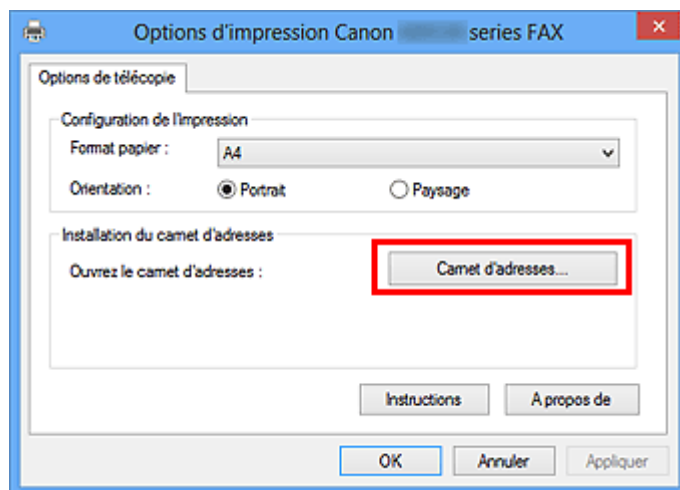 Options d'impression Canon series FAX
Options de télécopie
Configuration de l'impression
Format papier : A4
Orientation : Portrait Paysage
Installation du carnet d'adresses
Ouvrez le carnet d'adresses : Carnet d'adresses...
Instructions A propos de
OK Annuler Appliquer